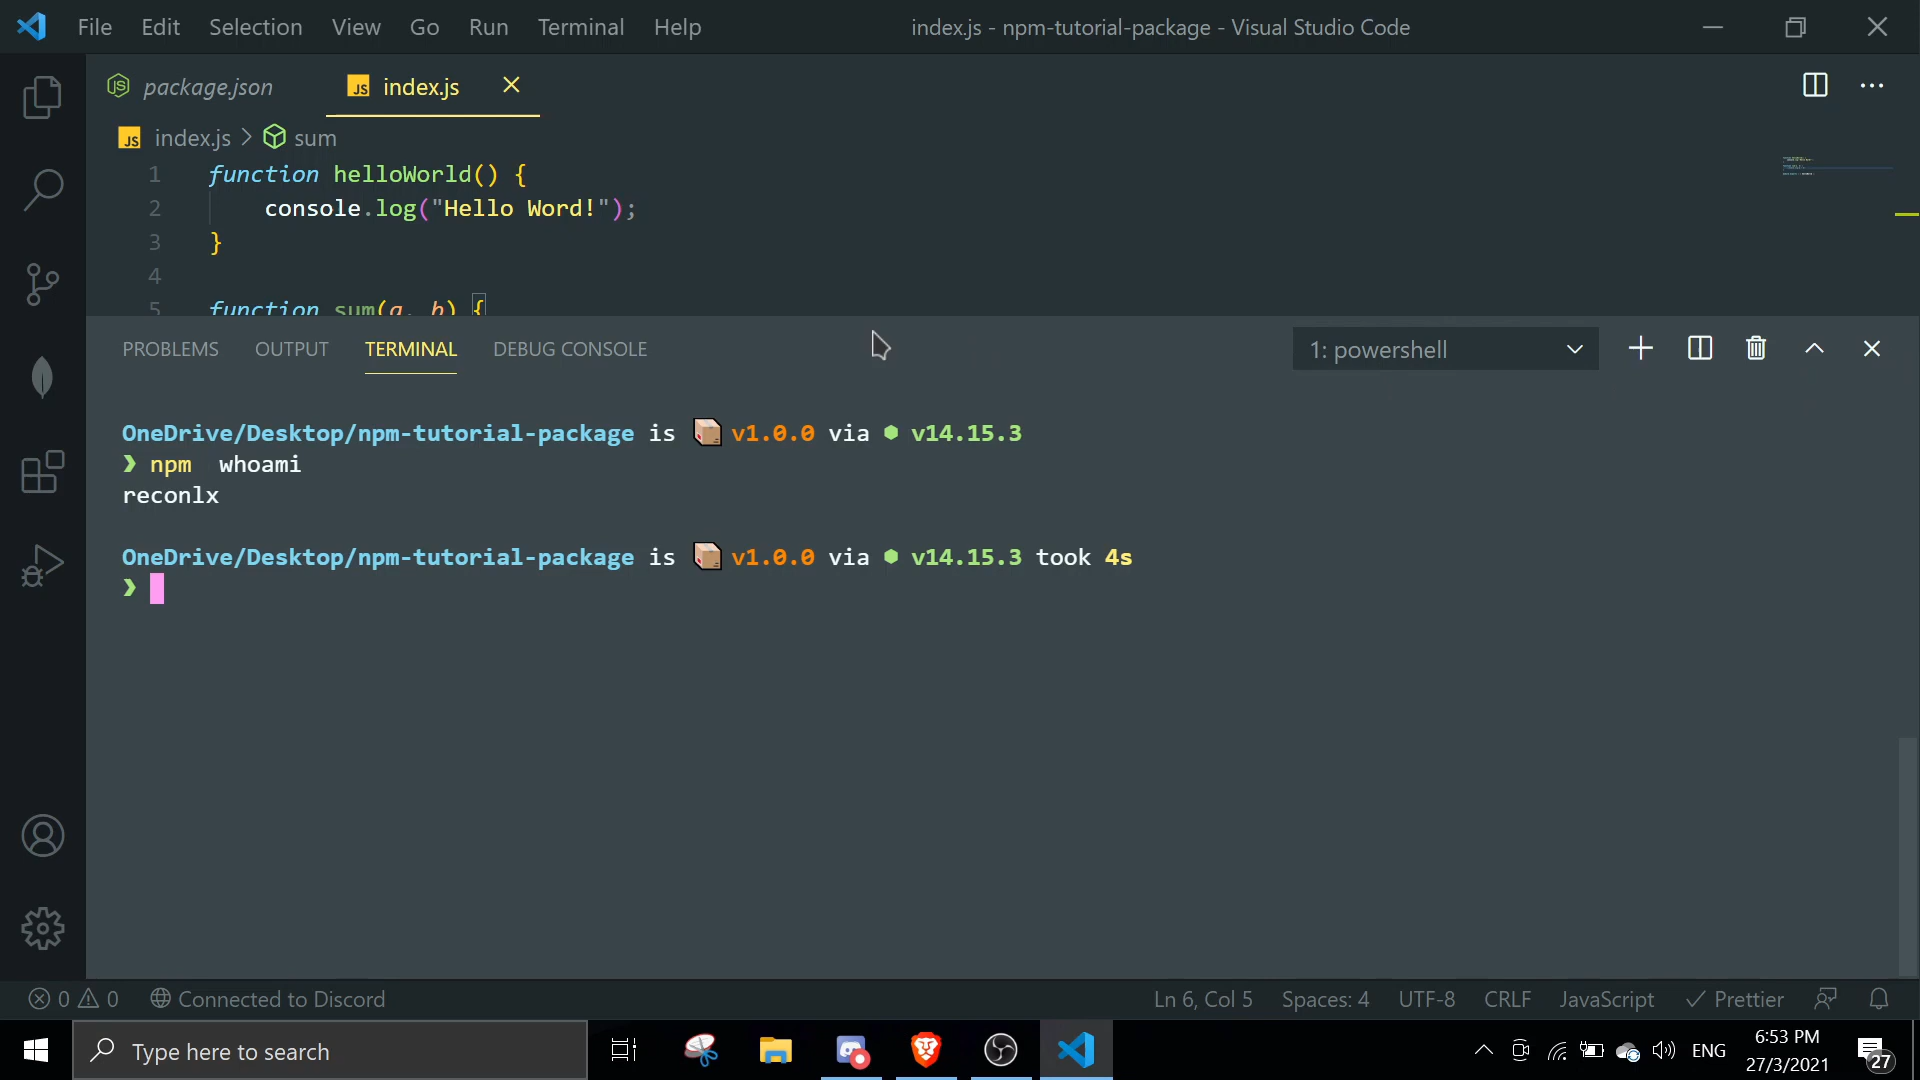 File Edit Selection View Go Run Terminal Help index.js - npm-tutorial-package - Visual Studio Code
package.json
JS index.js
JS index.js > sum
1 function helloWorld() {
2 console.log("Hello Word!");
3 }
4
5 function sum(a, b) {
PROBLEMS OUTPUT TERMINAL DEBUG CONSOLE 1: powershell
OneDrive/Desktop/npm-tutorial-package is v1.0.0 via v14.15.3
❯ npm whoami
reconlx
OneDrive/Desktop/npm-tutorial-package is v1.0.0 via v14.15.3 took 4s
❯
0 0 Connected to Discord Ln 6, Col 5 Spaces: 4 UTF-8 CRLF JavaScript Prettier
Type here to search ENG 6:53 PM
27/3/2021 27